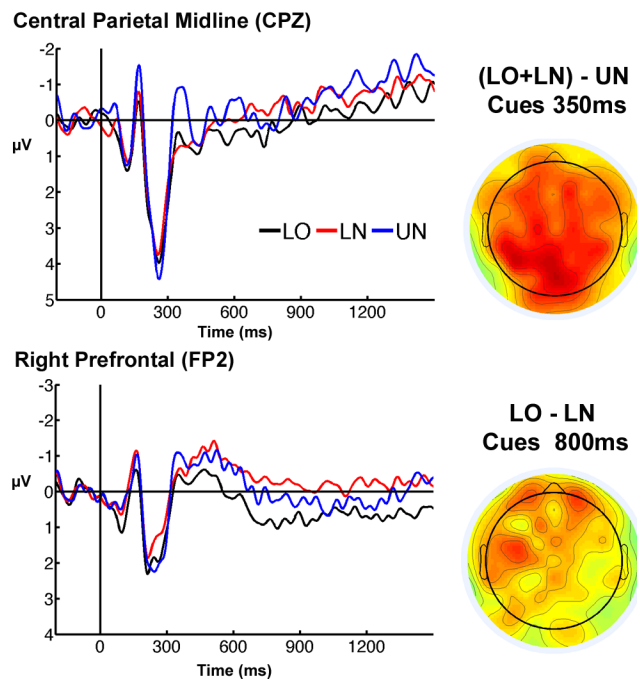 Central Parietal Midline (CPZ)
-2
-1
0
µV
1
2
3
4
5
LO LN UN
0 300 600 900 1200
Time (ms)
(LO+LN) - UN
Cues 350ms
Right Prefrontal (FP2)
-3
-2
-1
µV
0
1
2
3
4
0 300 600 900 1200
Time (ms)
LO - LN
Cues 800ms